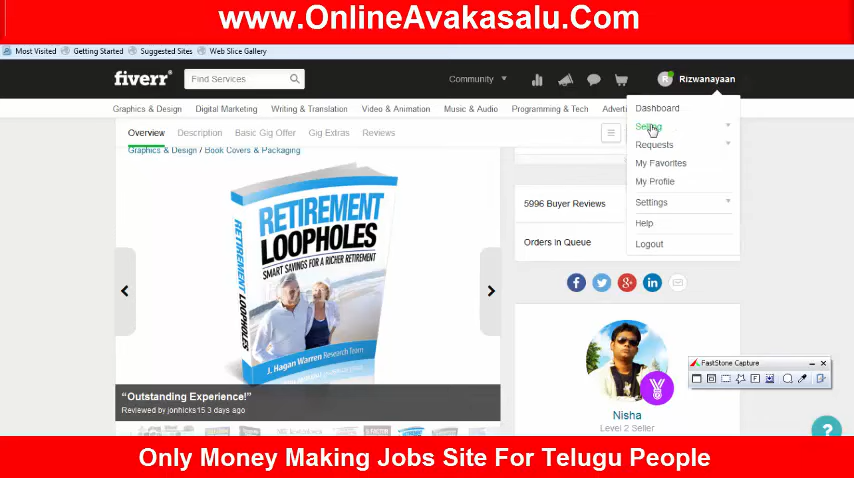 www.OnlineAvakasalu.Com
Most Visited Getting Started Suggested Sites Web Slice Gallery
fiverr®
Find Services
Community
R Rizwanayaan
Graphics & Design Digital Marketing Writing & Translation Video & Animation Music & Audio Programming & Tech
Dashboard
Selling
Requests
My Favorites
My Profile
Settings
Help
Logout
Overview Description Basic Gig Offer Gig Extras Reviews
Graphics & Design / Book Covers & Packaging
RETIREMENT
LOOPHOLES
SMART SAVINGS FOR A RICHER RETIREMENT
J. Hagan Warren Research Team
RETIREMENT LOOPHOLES
5996 Buyer Reviews
Orders in Queue
Nisha
Level 2 Seller
FastStone Capture
“Outstanding Experience!”
Reviewed by jonhicks15 3 days ago
?
Only Money Making Jobs Site For Telugu People